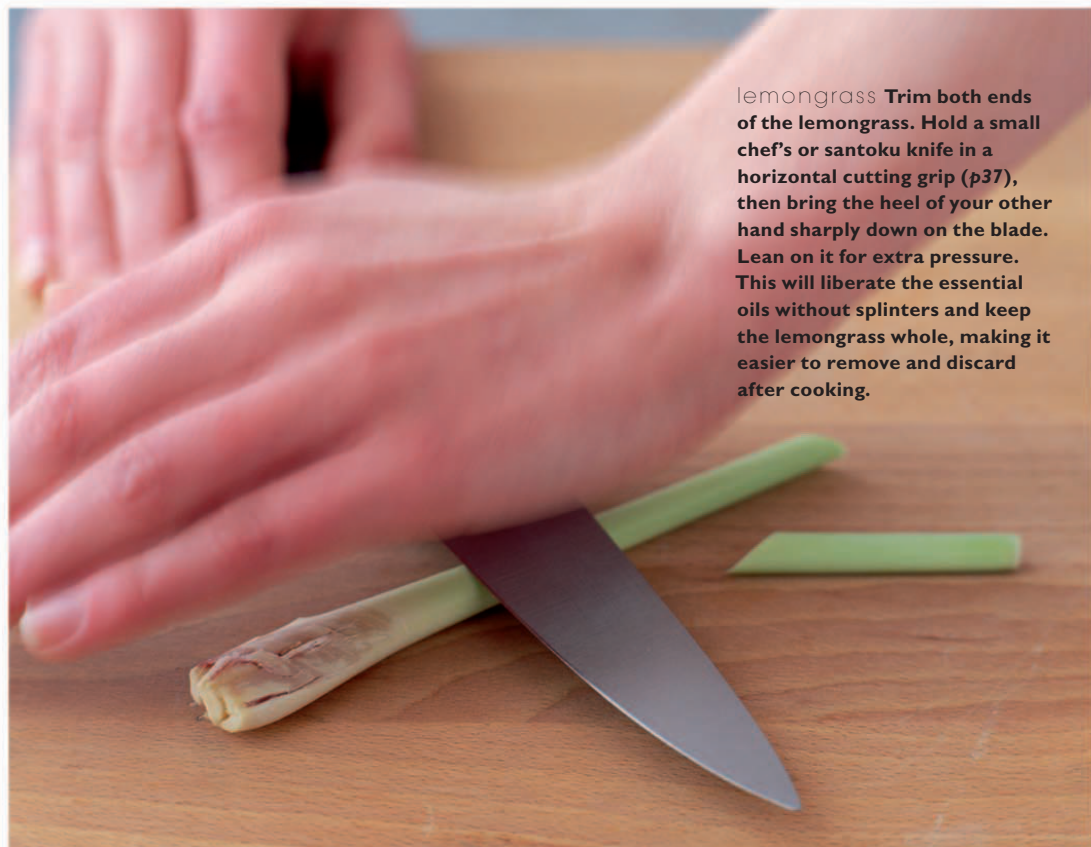 lemongrass Trim both ends
of the lemongrass. Hold a small
chef's or santoku knife in a
horizontal cutting grip (p37),
then bring the heel of your other
hand sharply down on the blade.
Lean on it for extra pressure.
This will liberate the essential
oils without splinters and keep
the lemongrass whole, making it
easier to remove and discard
after cooking.